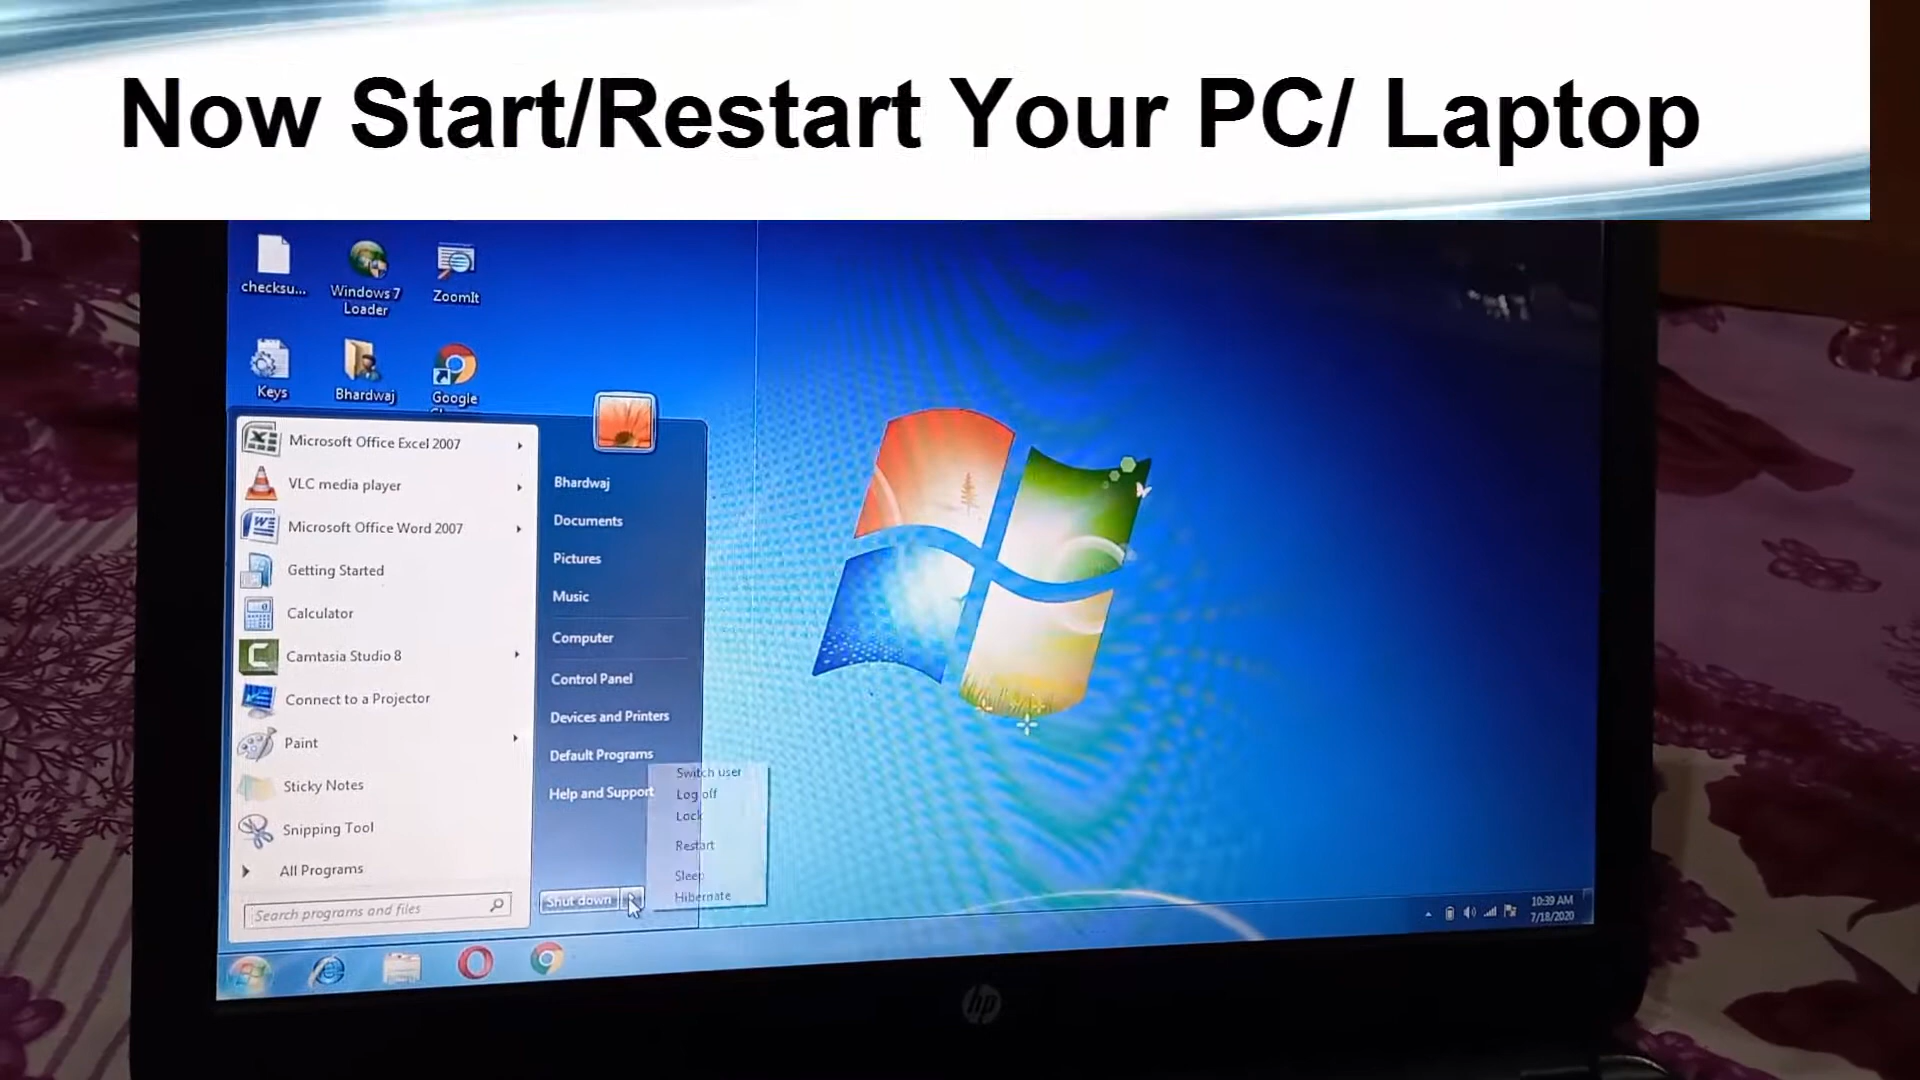 Now Start/Restart Your PC/ Laptop
checksu...
Windows 7
Loader
ZoomIt
Keys
Bhardwaj
Google
Microsoft Office Excel 2007
VLC media player
Microsoft Office Word 2007
Getting Started
Calculator
Camtasia Studio 8
Connect to a Projector
Paint
Sticky Notes
Snipping Tool
All Programs
Search programs and files
Bhardwaj
Documents
Pictures
Music
Computer
Control Panel
Devices and Printers
Default Programs
Help and Support
Shut down
Switch user
Log off
Lock
Restart
Sleep
Hibernate
10:39 AM
7/18/2020
hp